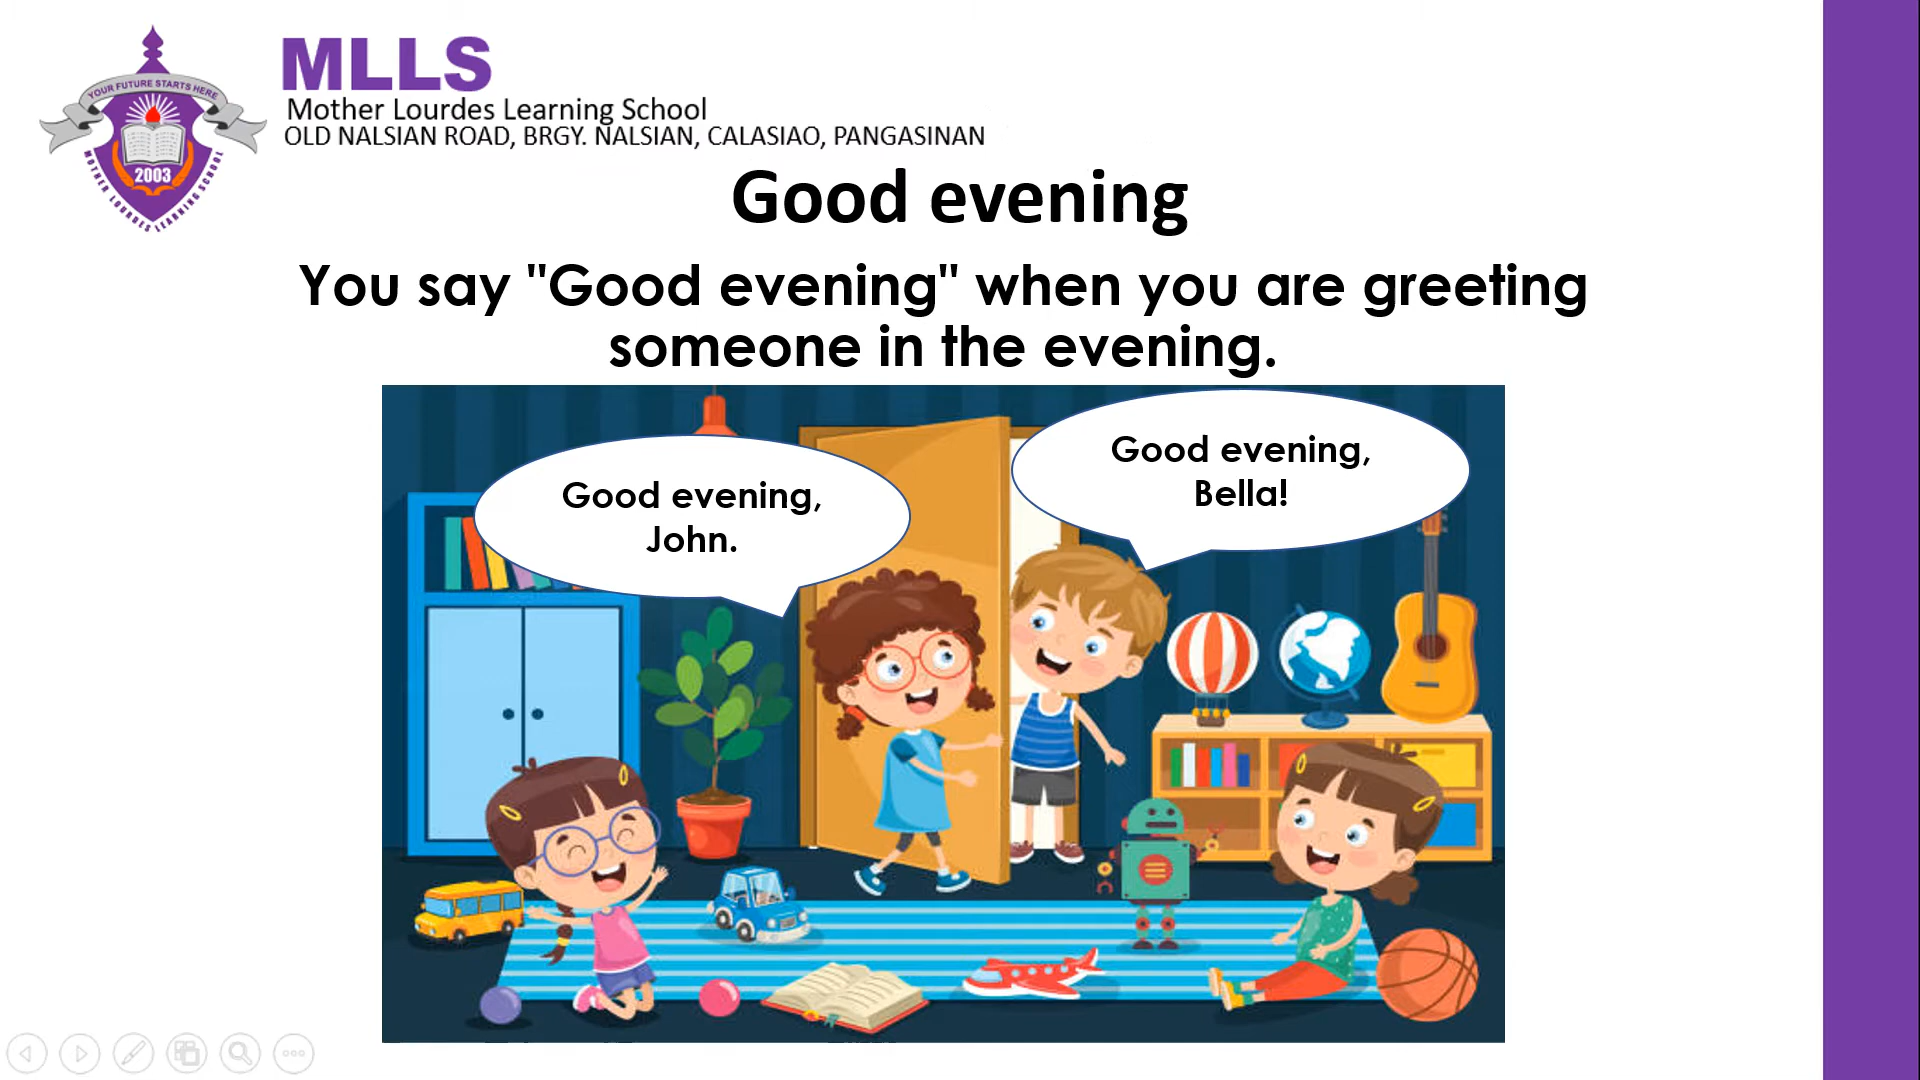 YOUR FUTURE STARTS HERE
2003
MOTHER LOURDES LEARNING SCHOOL
MLLS
Mother Lourdes Learning School
OLD NALSIAN ROAD, BRGY. NALSIAN, CALASIAO, PANGASINAN
Good evening
You say "Good evening" when you are greeting
someone in the evening.
Good evening,
John.
Good evening,
Bella!